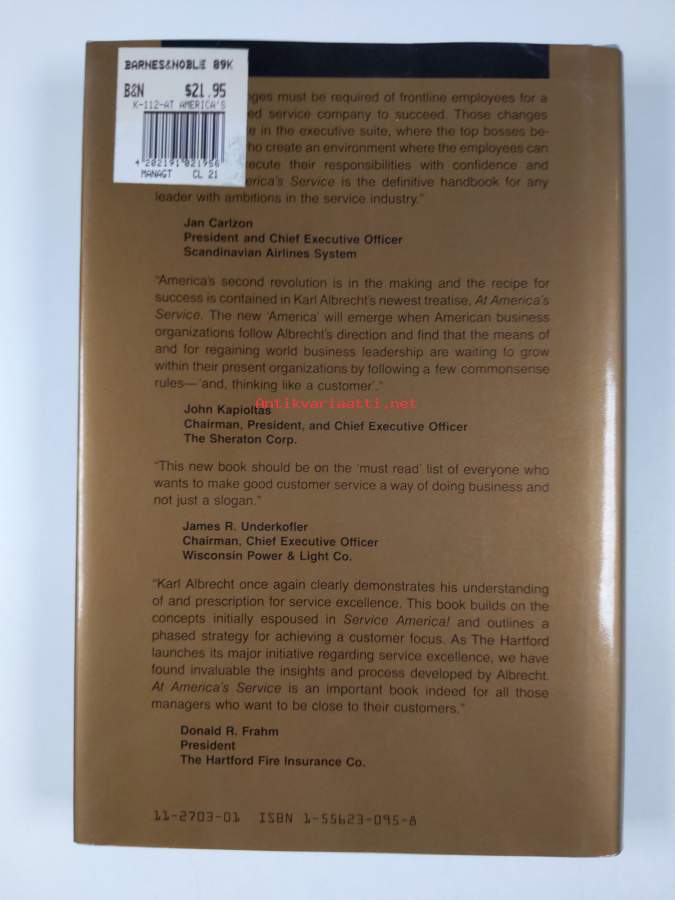 BARNES&NOBLE 89K
B&N $21.95
K-112-AT AMERICA'S
4 202191 021956
MANAGT CL 21
nges must be required of frontline employees for a
ed service company to succeed. Those changes
e in the executive suite, where the top bosses be-
ho create an environment where the employees can
ecute their responsibilities with confidence and
erica's Service is the definitive handbook for any
leader with ambitions in the service industry."
Jan Carlzon
President and Chief Executive Officer
Scandinavian Airlines System
"America's second revolution is in the making and the recipe for
success is contained in Karl Albrecht's newest treatise, At America's
Service. The new 'America' will emerge when American business
organizations follow Albrecht's direction and find that the means of
and for regaining world business leadership are waiting to grow
within their present organizations by following a few commonsense
rules—'and, thinking like a customer'."
Antikvariaatti.net
John Kapioltas
Chairman, President, and Chief Executive Officer
The Sheraton Corp.
"This new book should be on the 'must read' list of everyone who
wants to make good customer service a way of doing business and
not just a slogan."
James R. Underkofler
Chairman, Chief Executive Officer
Wisconsin Power & Light Co.
"Karl Albrecht once again clearly demonstrates his understanding
of and prescription for service excellence. This book builds on the
concepts initially espoused in Service America! and outlines a
phased strategy for achieving a customer focus. As The Hartford
launches its major initiative regarding service excellence, we have
found invaluable the insights and process developed by Albrecht.
At America's Service is an important book indeed for all those
managers who want to be close to their customers."
Donald R. Frahm
President
The Hartford Fire Insurance Co.
11-2703-01 ISBN 1-55623-095-8